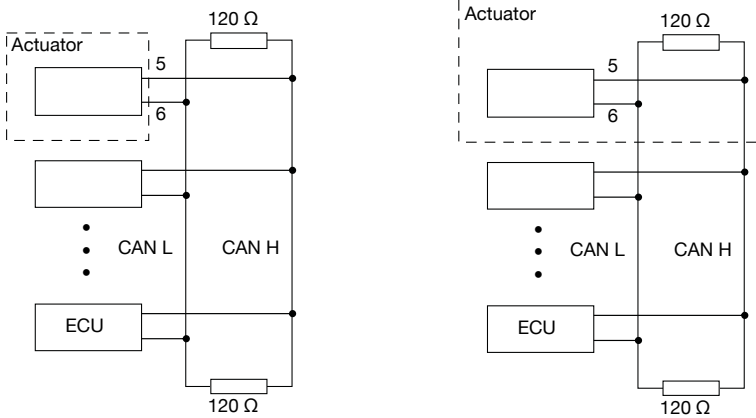 120 Ω
Actuator
5
6
CAN L
CAN H
ECU
120 Ω
120 Ω
Actuator
5
6
CAN L
CAN H
ECU
120 Ω